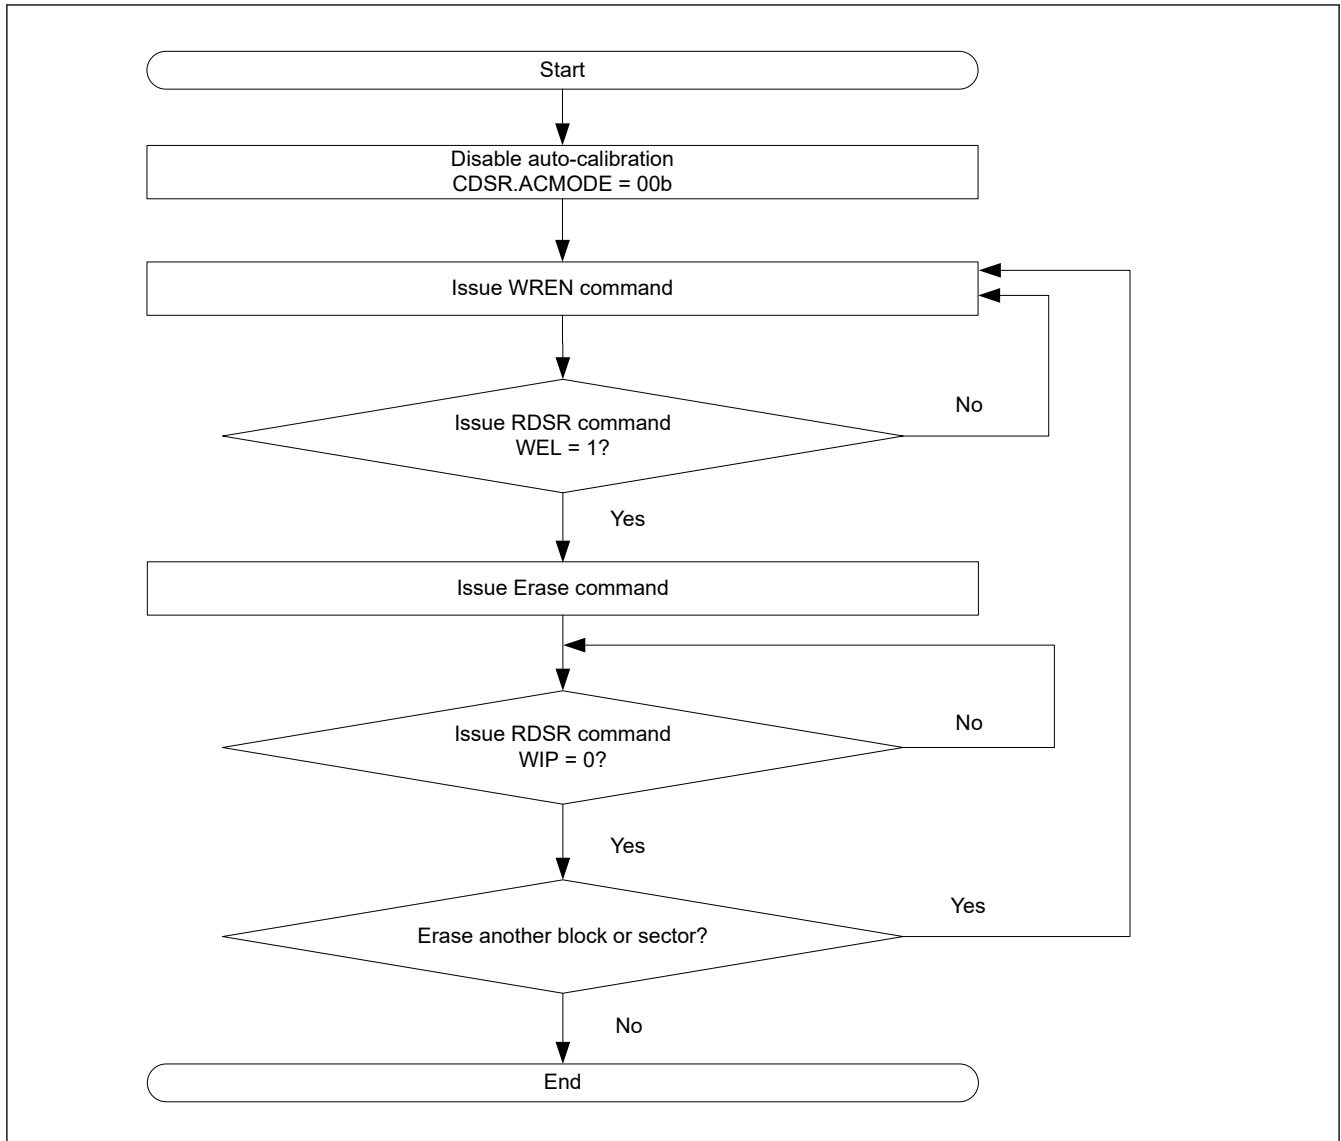 Start
Disable auto-calibration
CDSR.ACMODE = 00b
Issue WREN command
Issue RDSR command
WEL = 1?
No
Yes
Issue Erase command
Issue RDSR command
WIP = 0?
No
Yes
Erase another block or sector?
Yes
No
End